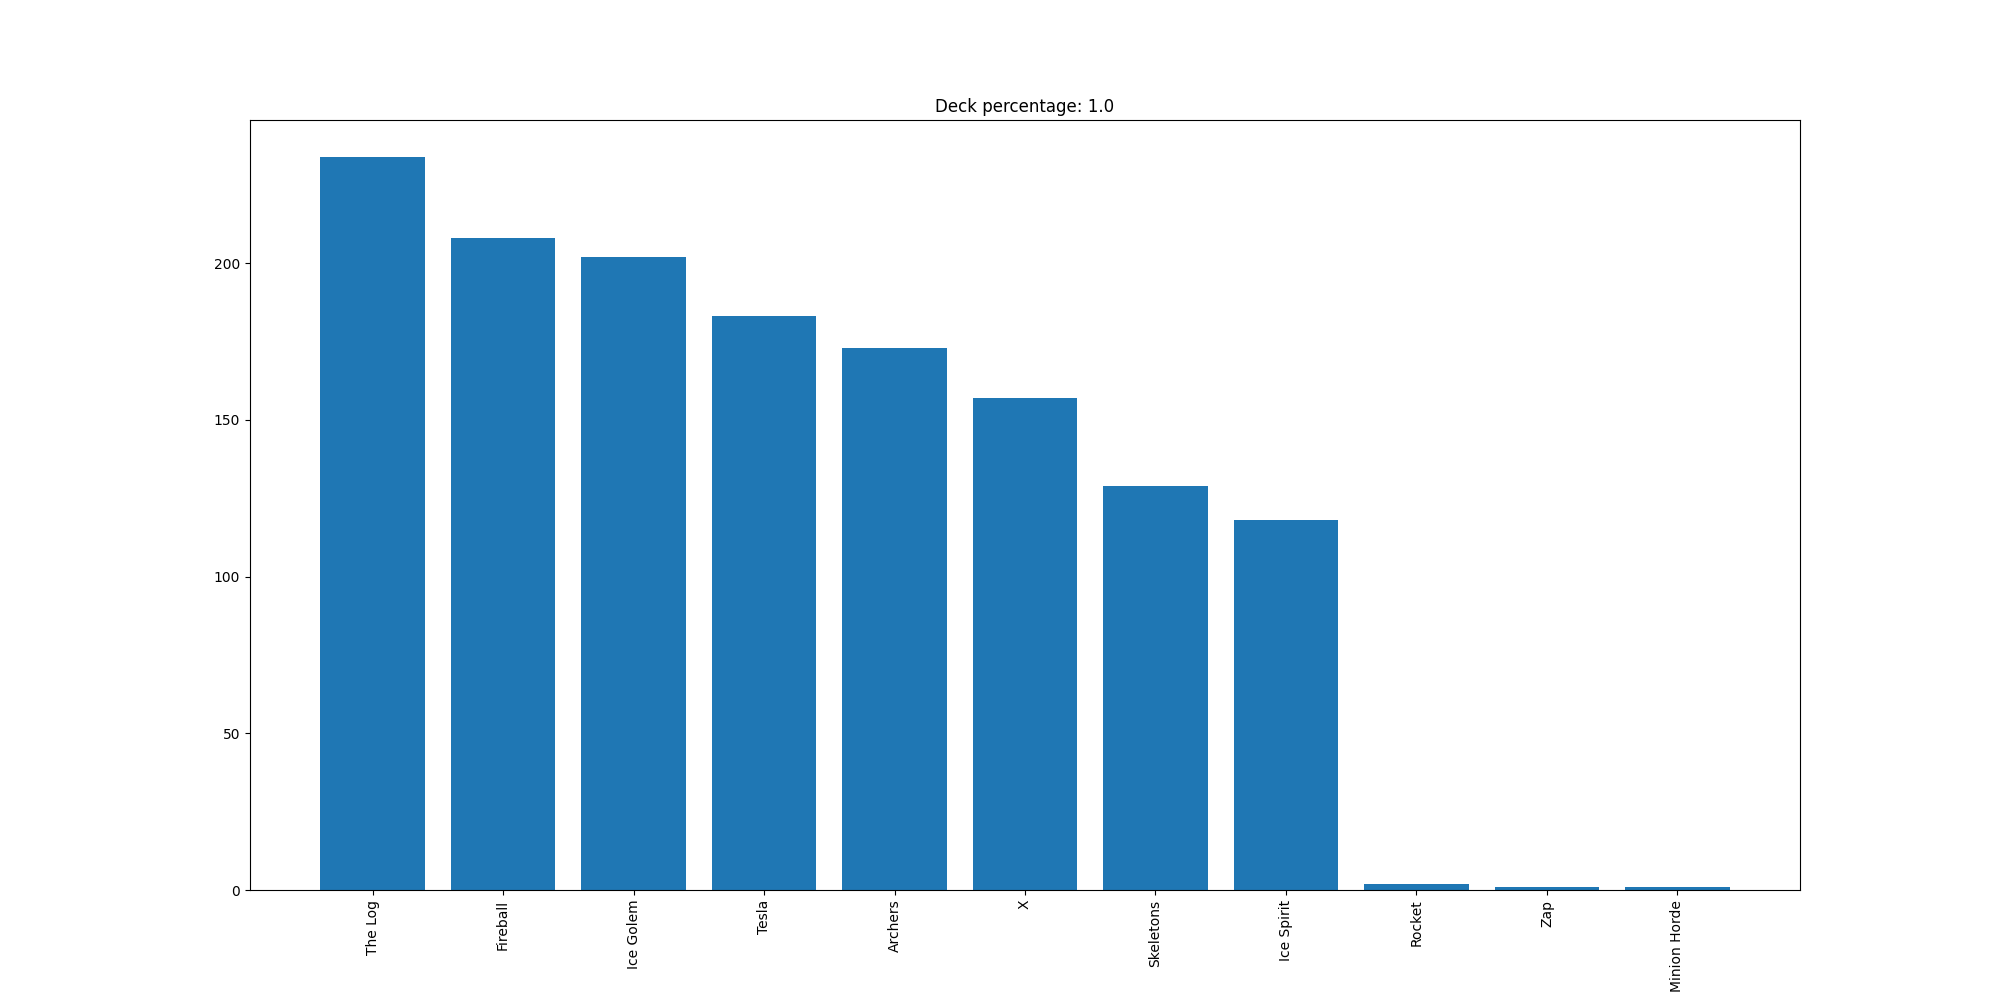 Deck percentage: 1.0
200
150
100
50
0
The Log
Fireball
Ice Golem
Tesla
Archers
X
Skeletons
Ice Spirit
Rocket
Zap
Minion Horde